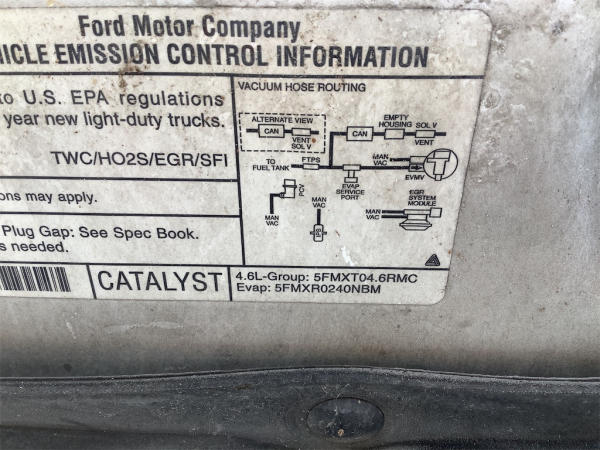 Ford Motor Company
HICLE EMISSION CONTROL INFORMATION
to U.S. EPA regulations
year new light-duty trucks.
TWC/HO2S/EGR/SFI
ons may apply.
Plug Gap: See Spec Book.
s needed.
CATALYST
VACUUM HOSE ROUTING
ALTERNATE VIEW
CAN
VENT
SOL V
CAN
EMPTY
HOUSING
SOL V
VENT
TO
FUEL TANK
FTPS
EVAP
SERVICE
PORT
MAN
VAC
EVMV
PCV
MAN
VAC
MAN
VAC
IPS
MAN
VAC
EGR
SYSTEM
MODULE
4.6L-Group: 5FMXT04.6RMC
Evap: 5FMXR0240NBM